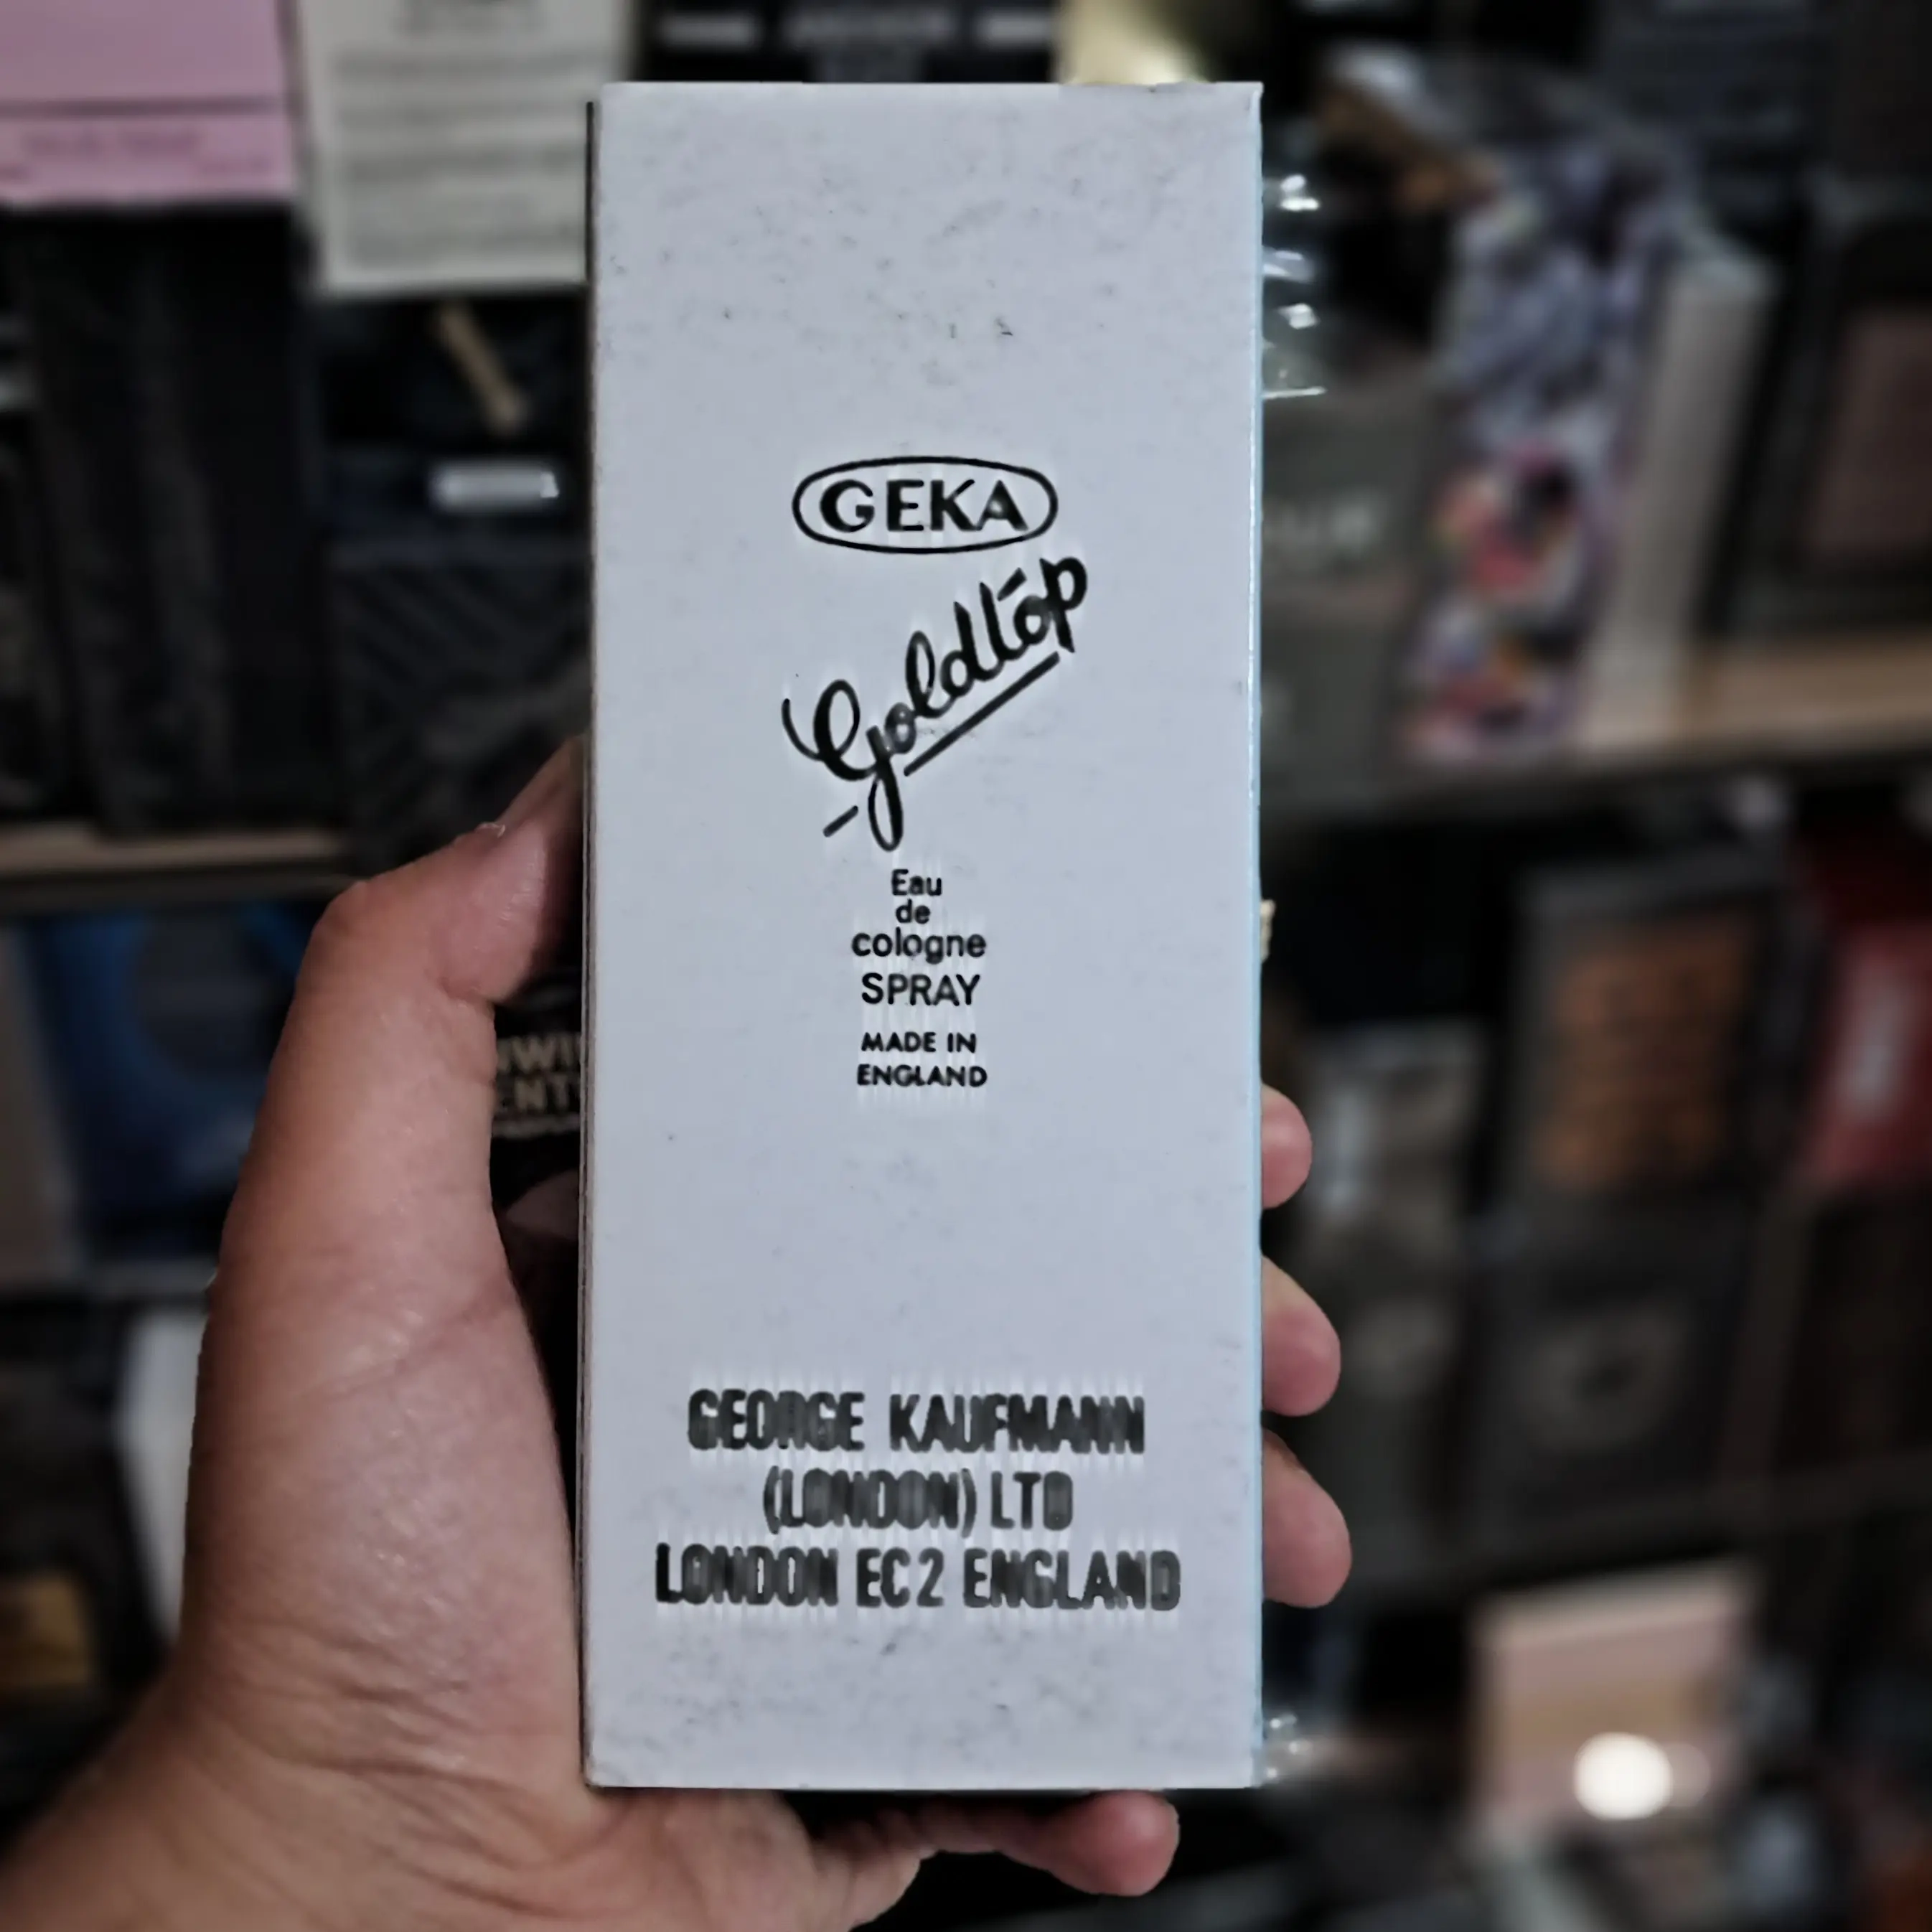 GEKA
Goldtop
Eau
de
cologne
SPRAY
MADE IN
ENGLAND
GEORGE KAUFMANN
(LONDON) LTD
LONDON EC2 ENGLAND